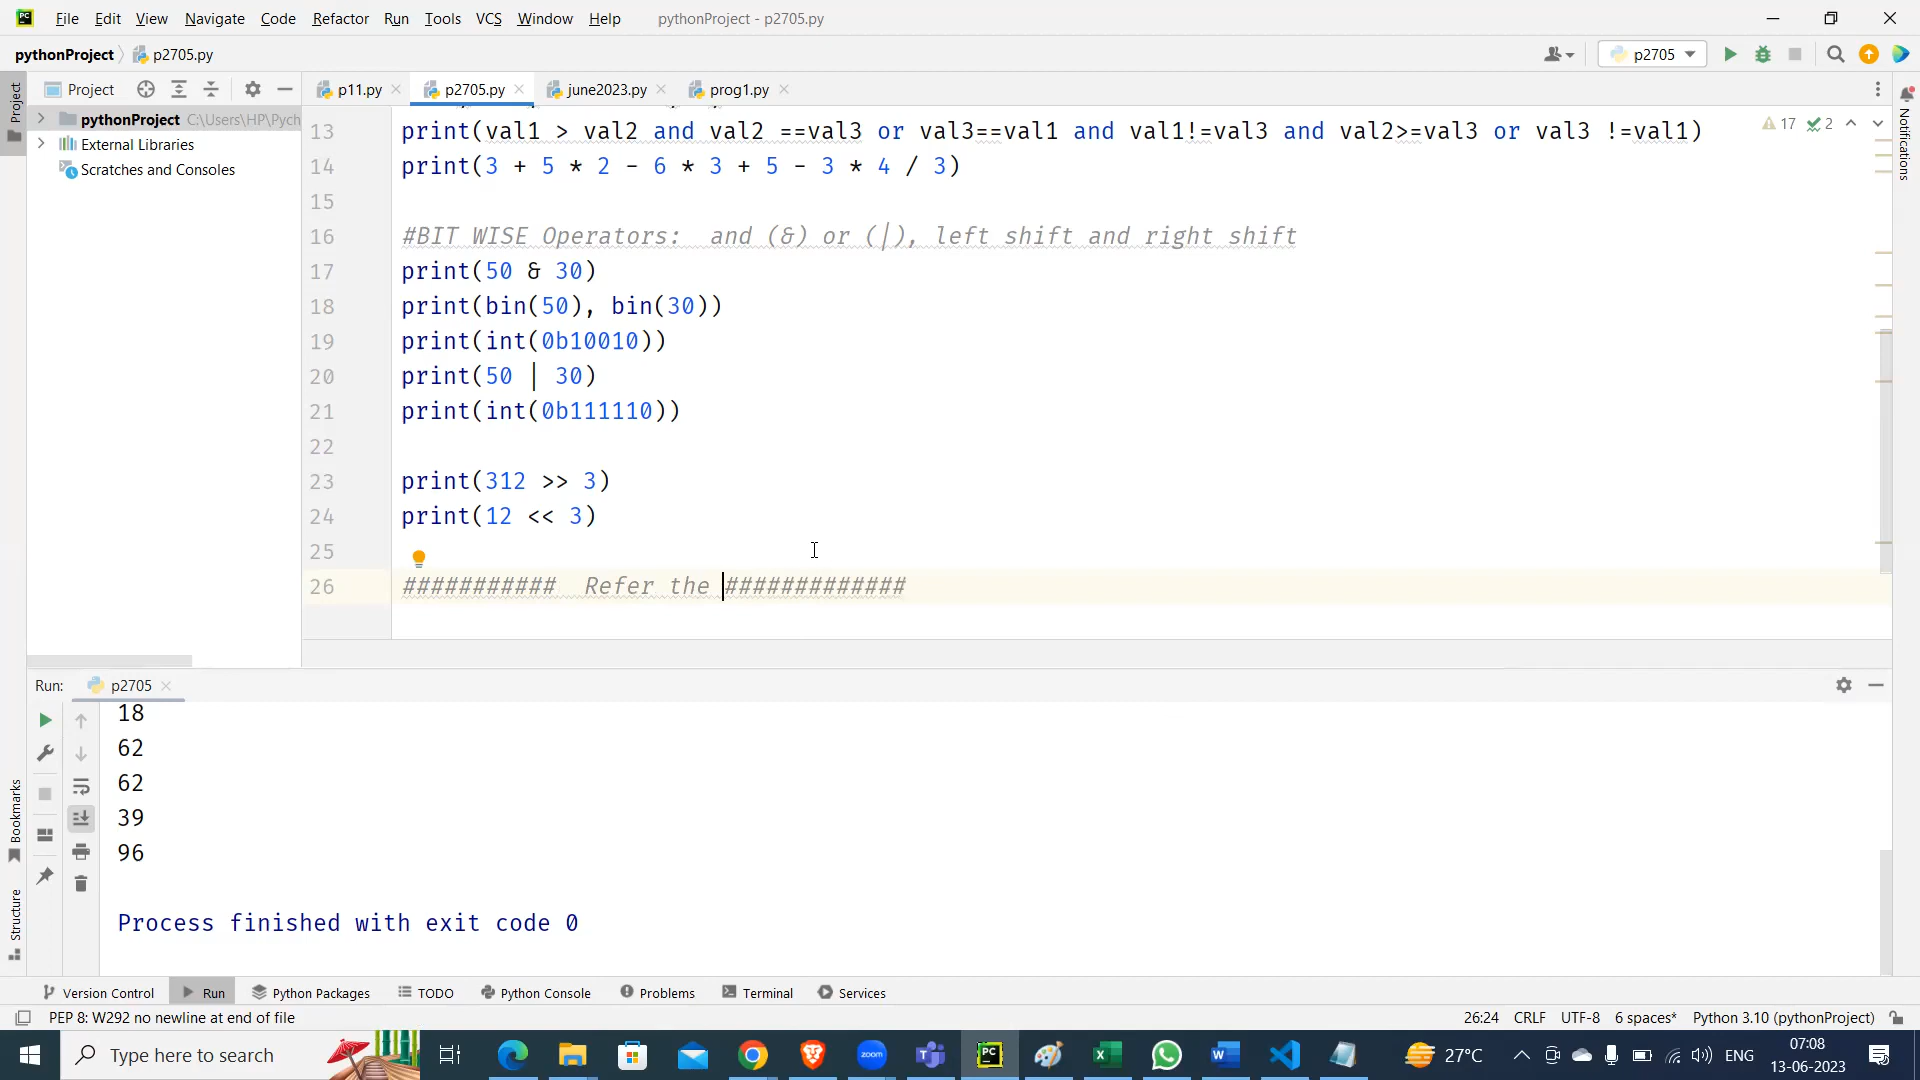 File Edit View Navigate Code Refactor Run Tools VCS Window Help pythonProject - p2705.py
pythonProject p2705.py
p2705
Project
p11.py p2705.py june2023.py prog1.py
Project
pythonProject C:\Users\HP\Pych
External Libraries
Scratches and Consoles
Notifications
17 2
13 print(val1 > val2 and val2 ==val3 or val3==val1 and val1!=val3 and val2>=val3 or val3 !=val1)
14 print(3 + 5 * 2 - 6 * 3 + 5 - 3 * 4 / 3)
15
16 #BIT WISE Operators:  and (&) or (|), left shift and right shift
17 print(50 & 30)
18 print(bin(50), bin(30))
19 print(int(0b10010))
20 print(50 | 30)
21 print(int(0b111110))
22
23 print(312 >> 3)
24 print(12 << 3)
25
26 ###########  Refer the #############
Run: p2705
18
62
62
39
96
Process finished with exit code 0
Bookmarks
Structure
Version Control Run Python Packages TODO Python Console Problems Terminal Services
PEP 8: W292 no newline at end of file
26:24 CRLF UTF-8 6 spaces* Python 3.10 (pythonProject)
Type here to search
zoom
PC
27°C
ENG
07:08
13-06-2023